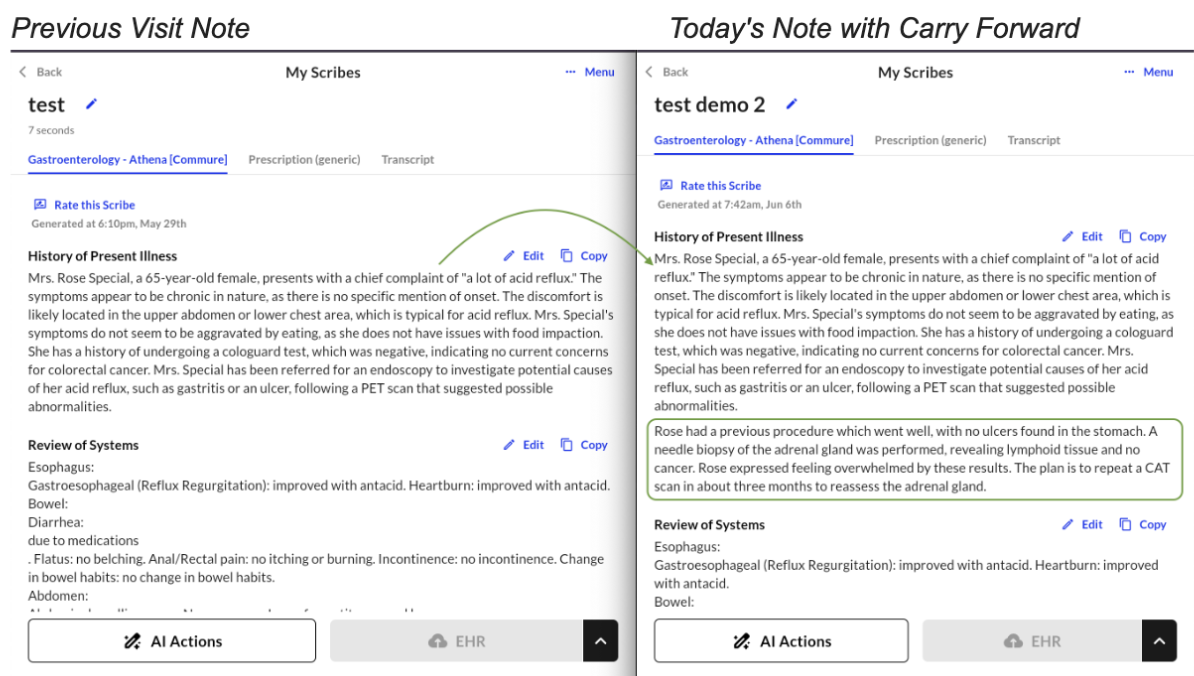 Previous Visit Note
Back
My Scribes
··· Menu
test
7 seconds
Gastroenterology - Athena [Commure]
Prescription (generic)
Transcript
Rate this Scribe
Generated at 6:10pm, May 29th
History of Present Illness
Edit
Copy
Mrs. Rose Special, a 65-year-old female, presents with a chief complaint of "a lot of acid reflux." The
symptoms appear to be chronic in nature, as there is no specific mention of onset. The discomfort is
likely located in the upper abdomen or lower chest area, which is typical for acid reflux. Mrs. Special's
symptoms do not seem to be aggravated by eating, as she does not have issues with food impaction.
She has a history of undergoing a cologuard test, which was negative, indicating no current concerns
for colorectal cancer. Mrs. Special has been referred for an endoscopy to investigate potential causes
of her acid reflux, such as gastritis or an ulcer, following a PET scan that suggested possible
abnormalities.
Review of Systems
Edit
Copy
Esophagus:
Gastroesophageal (Reflux Regurgitation): improved with antacid. Heartburn: improved with antacid.
Bowel:
Diarrhea:
due to medications
. Flatus: no belching. Anal/Rectal pain: no itching or burning. Incontinence: no incontinence. Change
in bowel habits: no change in bowel habits.
Abdomen:
AI Actions
EHR
Today's Note with Carry Forward
Back
My Scribes
··· Menu
test demo 2
Gastroenterology - Athena [Commure]
Prescription (generic)
Transcript
Rate this Scribe
Generated at 7:42am, Jun 6th
History of Present Illness
Edit
Copy
Mrs. Rose Special, a 65-year-old female, presents with a chief complaint of "a lot of acid
reflux." The symptoms appear to be chronic in nature, as there is no specific mention of
onset. The discomfort is likely located in the upper abdomen or lower chest area, which is
typical for acid reflux. Mrs. Special's symptoms do not seem to be aggravated by eating, as
she does not have issues with food impaction. She has a history of undergoing a cologuard
test, which was negative, indicating no current concerns for colorectal cancer. Mrs.
Special has been referred for an endoscopy to investigate potential causes of her acid
reflux, such as gastritis or an ulcer, following a PET scan that suggested possible
abnormalities.
Rose had a previous procedure which went well, with no ulcers found in the stomach. A
needle biopsy of the adrenal gland was performed, revealing lymphoid tissue and no
cancer. Rose expressed feeling overwhelmed by these results. The plan is to repeat a CAT
scan in about three months to reassess the adrenal gland.
Review of Systems
Edit
Copy
Esophagus:
Gastroesophageal (Reflux Regurgitation): improved with antacid. Heartburn: improved
with antacid.
Bowel:
AI Actions
EHR